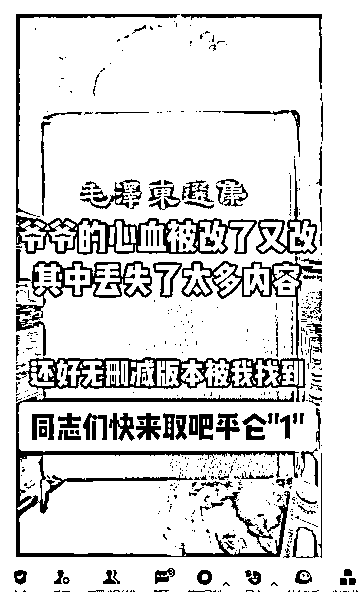 毛澤東選集
爷爷的心血被改了又改
其中丢失了太多内容
还好无删减版本被我找到
同志们快来取吧平仑"1"